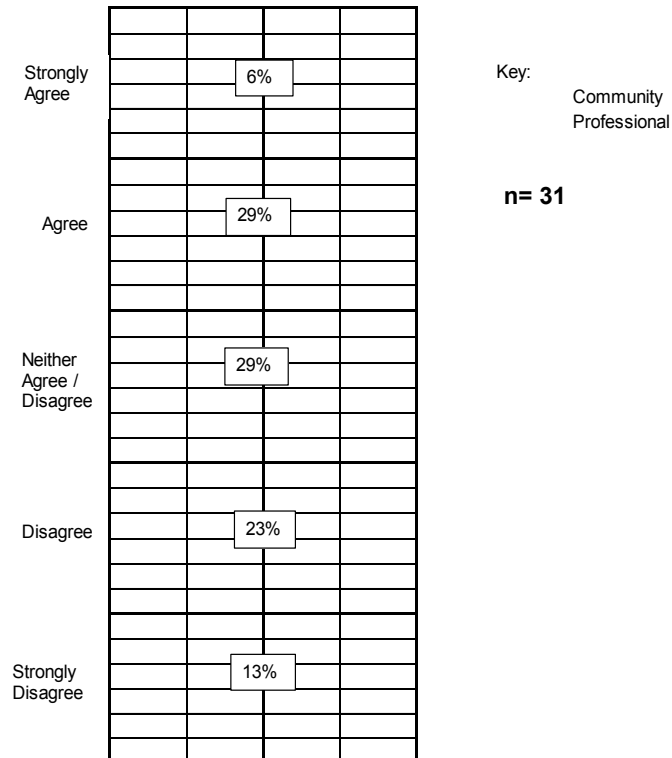 Strongly
Agree
6%
Key:
Community
Professional
Agree
29%
n= 31
Neither
Agree /
Disagree
29%
Disagree
23%
Strongly
Disagree
13%